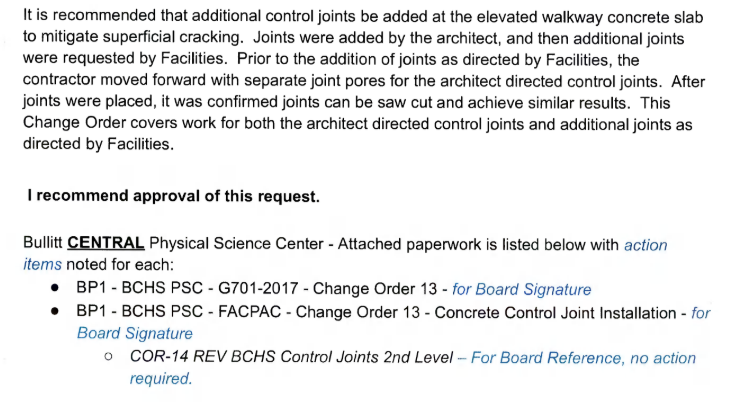 It is recommended that additional control joints be added at the elevated walkway concrete slab
to mitigate superficial cracking.  Joints were added by the architect, and then additional joints
were requested by Facilities.  Prior to the addition of joints as directed by Facilities, the
contractor moved forward with separate joint pores for the architect directed control joints.  After
joints were placed, it was confirmed joints can be saw cut and achieve similar results.  This
Change Order covers work for both the architect directed control joints and additional joints as
directed by Facilities.
I recommend approval of this request.
Bullitt CENTRAL Physical Science Center - Attached paperwork is listed below with action
items noted for each:
● BP1 - BCHS PSC - G701-2017 - Change Order 13 - for Board Signature
● BP1 - BCHS PSC - FACPAC - Change Order 13 - Concrete Control Joint Installation - for
Board Signature
○ COR-14 REV BCHS Control Joints 2nd Level – For Board Reference, no action
required.